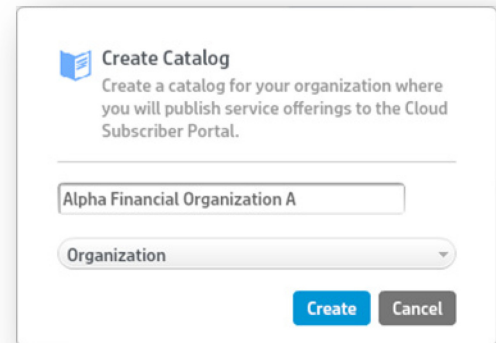 Create Catalog
Create a catalog for your organization where
you will publish service offerings to the Cloud
Subscriber Portal.
Alpha Financial Organization A
Organization
Create Cancel